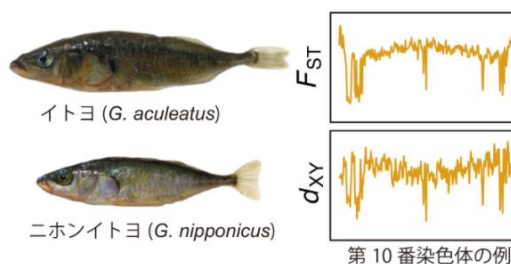 イトヨ (G. aculeatus)
ニホンイトヨ (G. nipponicus)
FST
dXY
第 10 番染色体の例